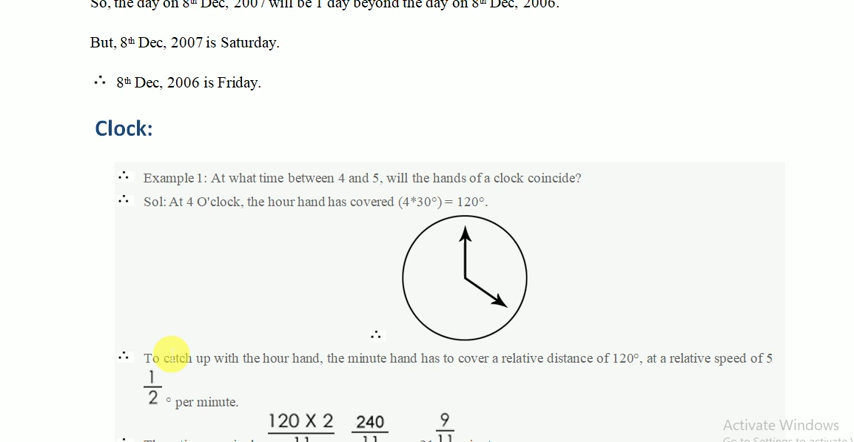 So, the day on 8th Dec, 2007 will be 1 day beyond the day on 8th Dec, 2006.
But, 8th Dec, 2007 is Saturday.
∴ 8th Dec, 2006 is Friday.
Clock:
∴ Example 1: At what time between 4 and 5, will the hands of a clock coincide?
∴ Sol: At 4 O'clock, the hour hand has covered (4*30°) = 120°.
∴
∴ To catch up with the hour hand, the minute hand has to cover a relative distance of 120°, at a relative speed of 5
1/2 ° per minute.
120 X 2 240 9
11 11 11
Activate Windows